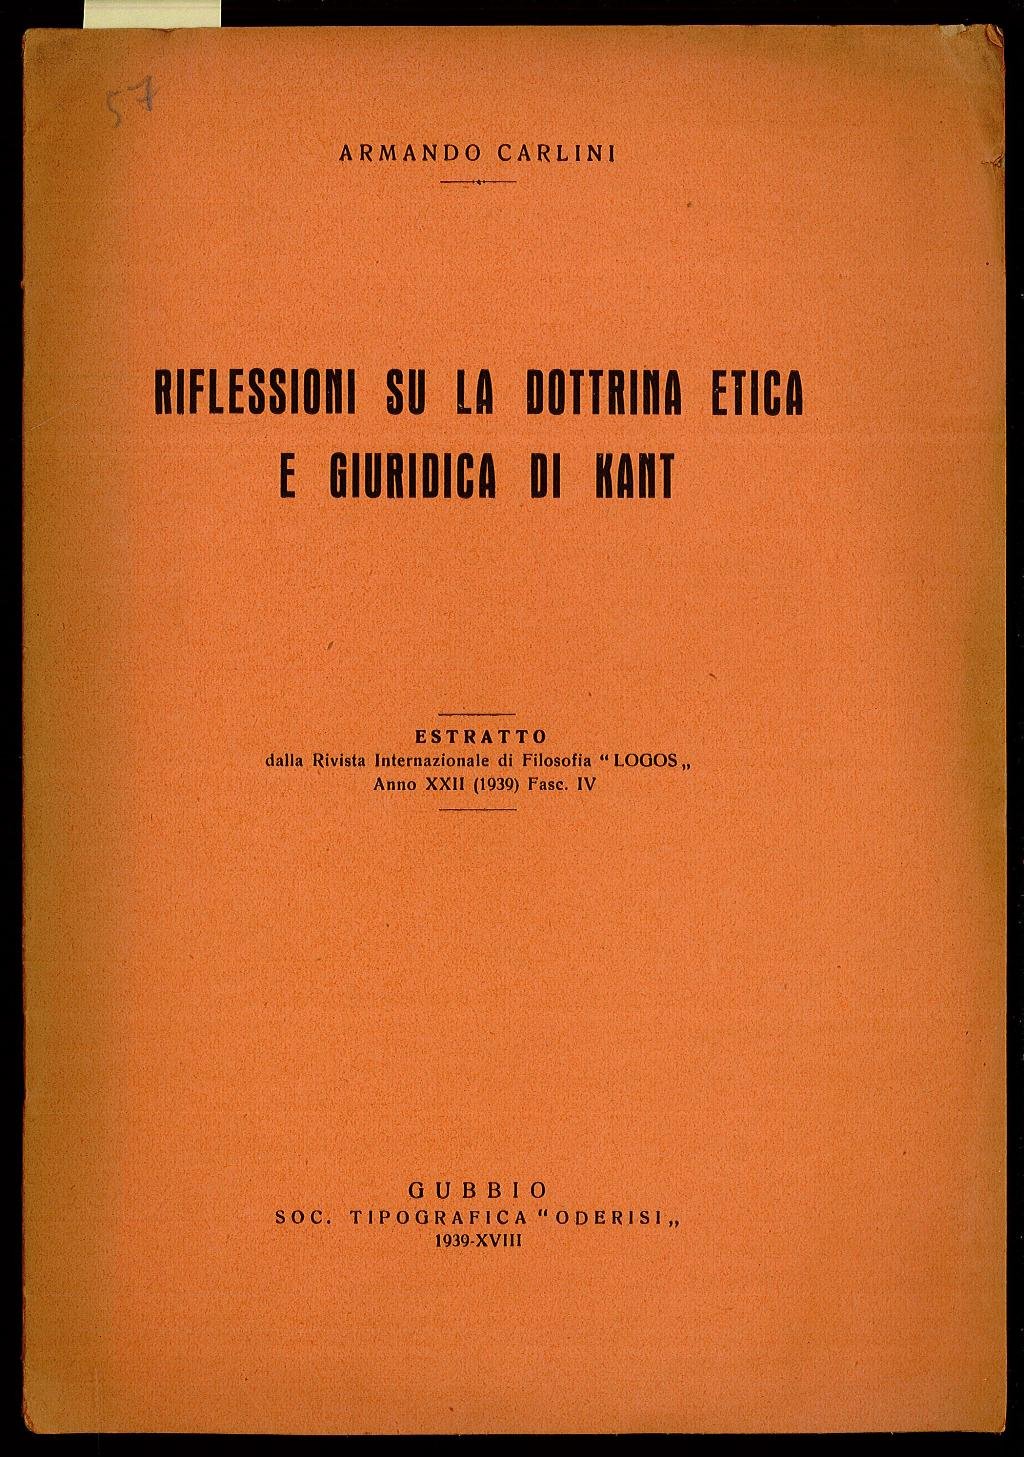 57
ARMANDO CARLINI
RIFLESSIONI SU LA DOTTRINA ETICA
E GIURIDICA DI KANT
ESTRATTO
dalla Rivista Internazionale di Filosofia “ LOGOS „
Anno XXII (1939) Fasc. IV
GUBBIO
SOC. TIPOGRAFICA “ ODERISI „
1939-XVIII